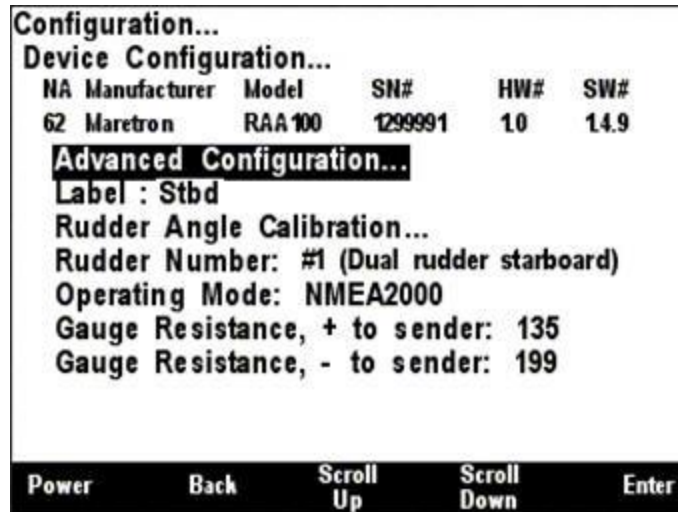 Configuration...
Device Configuration...
NA Manufacturer Model SN# HW# SW#
62 Maretron RAA100 1299991 1.0 1.4.9
Advanced Configuration...
Label : Stbd
Rudder Angle Calibration...
Rudder Number: #1 (Dual rudder starboard)
Operating Mode: NMEA2000
Gauge Resistance, + to sender: 135
Gauge Resistance, - to sender: 199
Power Back Scroll Up Scroll Down Enter